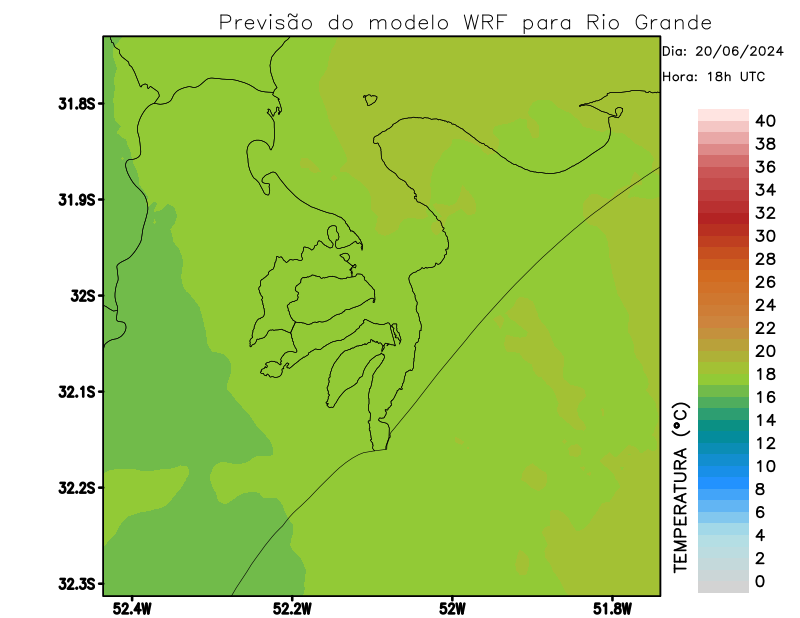 Previsão do modelo WRF para Rio Grande
Dia: 20/06/2024
Hora: 18h UTC
31.8S
31.9S
32S
32.1S
32.2S
32.3S
52.4W
52.2W
52W
51.8W
TEMPERATURA (°C)
40
38
36
34
32
30
28
26
24
22
20
18
16
14
12
10
8
6
4
2
0